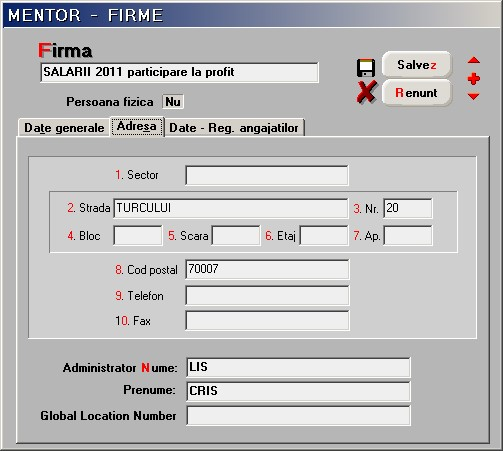 MENTOR - FIRME
Firma
SALARII 2011 participare la profit
Salvez
Renunt
Persoana fizica Nu
Date generale Adresa Date - Reg. angajatilor
1. Sector
2. Strada TURCULUI 3. Nr. 20
4. Bloc 5. Scara 6. Etaj 7. Ap.
8. Cod postal 70007
9. Telefon
10. Fax
Administrator Nume: LIS
Prenume: CRIS
Global Location Number